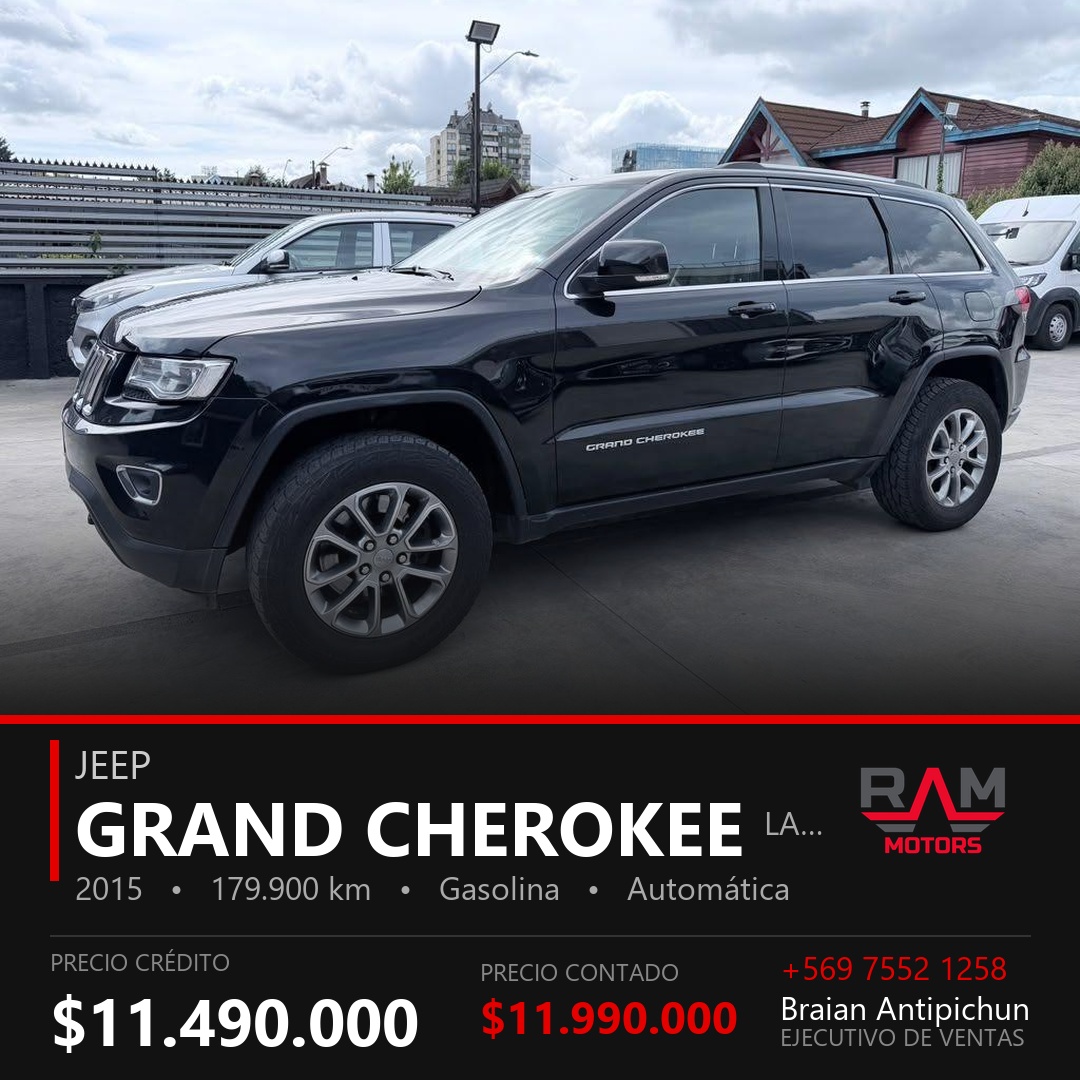 GRAND CHEROKEE
JEEP
GRAND CHEROKEE LA...
RAM
MOTORS
2015 • 179.900 km • Gasolina • Automática
PRECIO CRÉDITO
$11.490.000
PRECIO CONTADO
$11.990.000
+569 7552 1258
Braian Antipichun
EJECUTIVO DE VENTAS